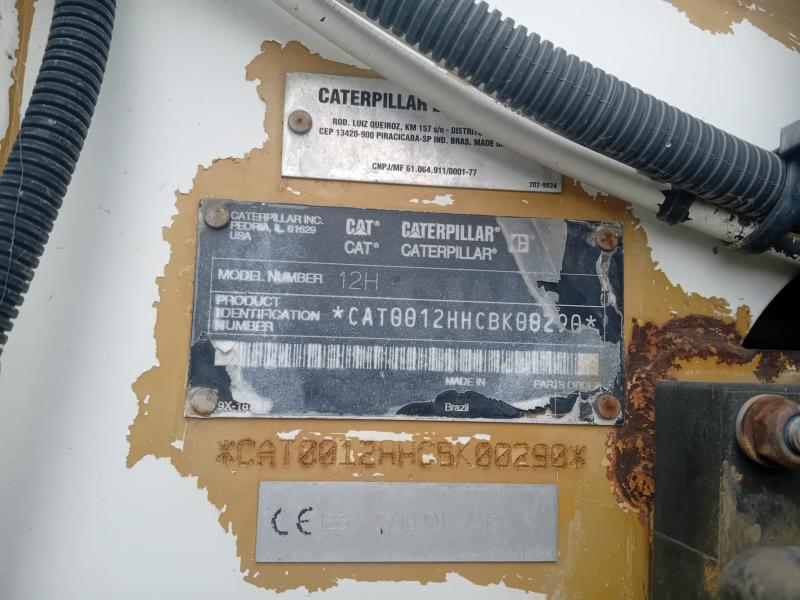 CATERPILLAR
ROD. LUIZ QUEIROZ, KM 157 s/n - DISTRITO
CEP 13420-900 PIRACICABA-SP IND. BRAS. MADE IN
CNPJ/MF 61.064.911/0001-77
202-9824
CATERPILLAR INC.
PEORIA, IL 61629
USA
CAT® CATERPILLAR®
CAT® CATERPILLAR®
MODEL NUMBER 12H
PRODUCT
IDENTIFICATION
NUMBER
*CAT0012HHCBK00290*
MADE IN PARTS ORDER
9X-18
Brazil
*CAT0012HHCBK00290*
CE